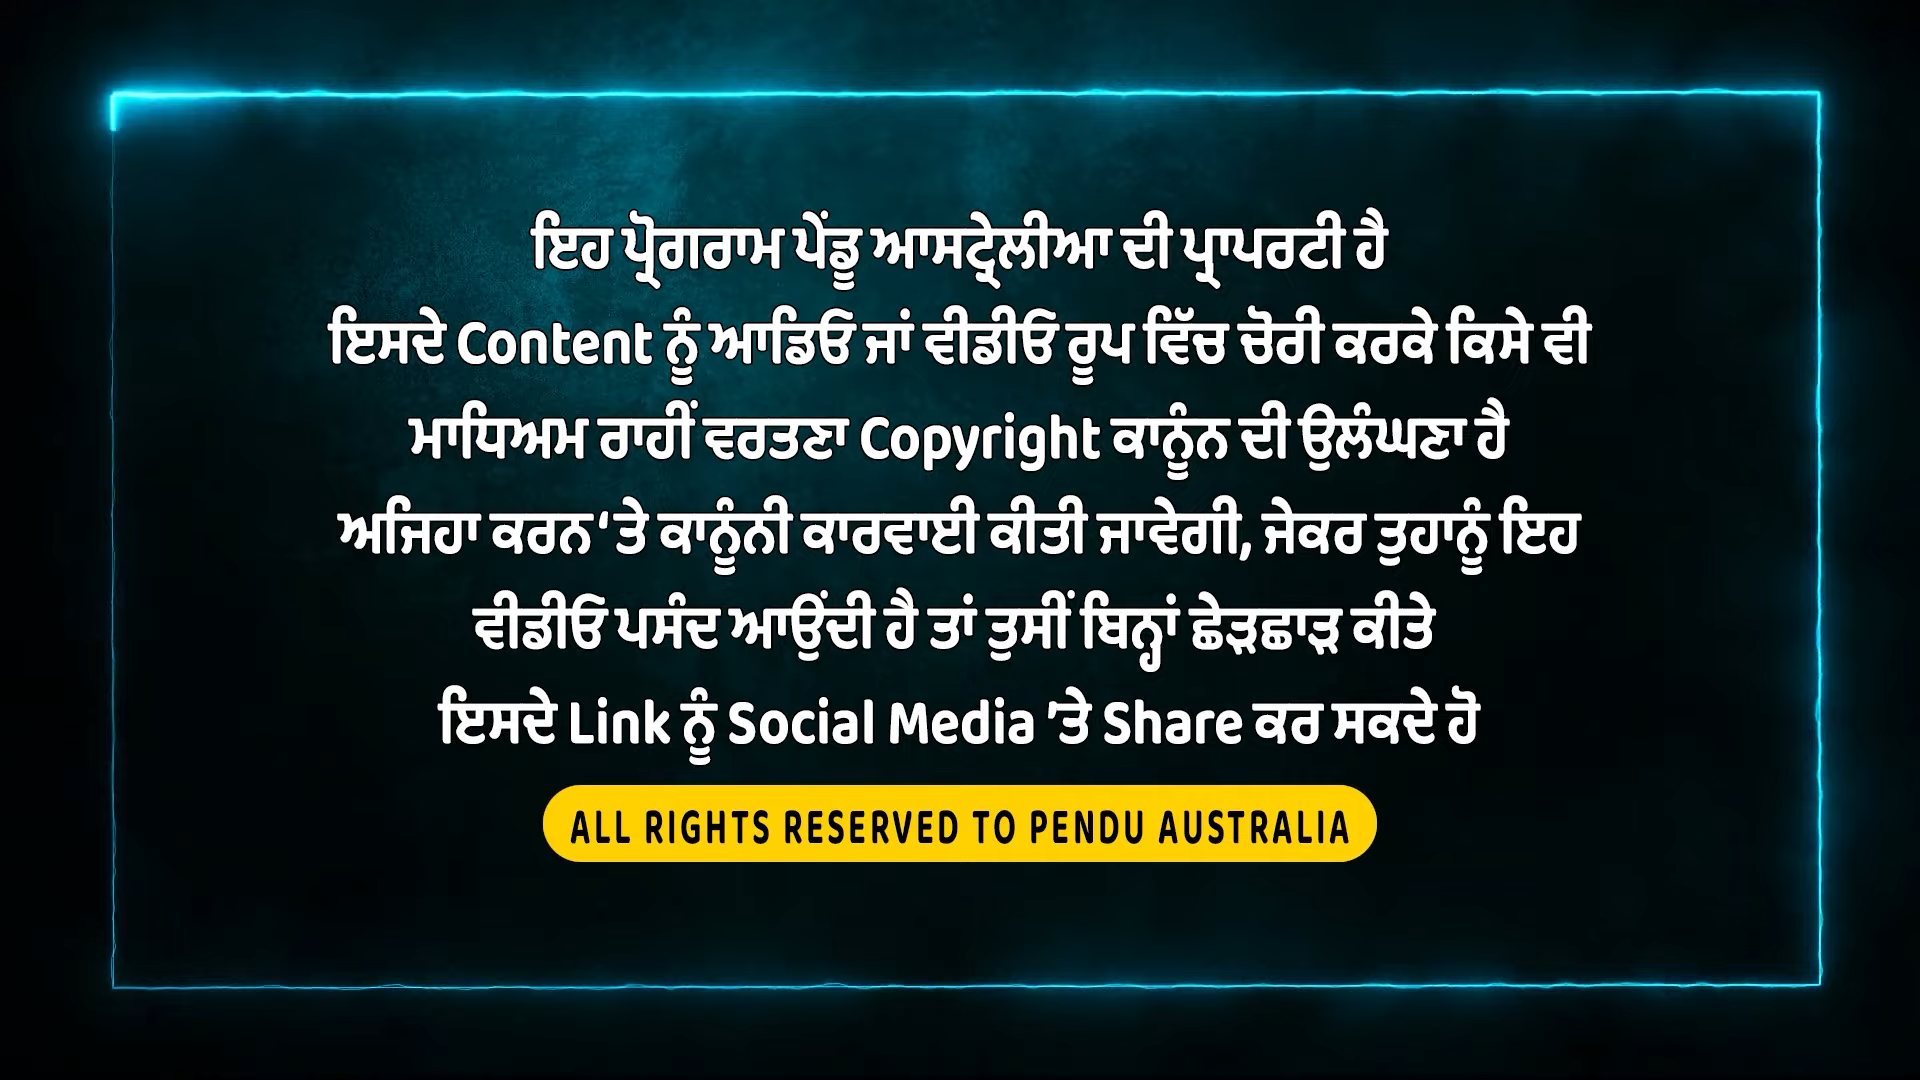 ਇਹ ਪ੍ਰੋਗਰਾਮ ਪੇਂਡੂ ਆਸਟ੍ਰੇਲੀਆ ਦੀ ਪ੍ਰਾਪਰਟੀ ਹੈ
ਇਸਦੇ Content ਨੂੰ ਆਡਿਓ ਜਾਂ ਵੀਡੀਓ ਰੂਪ ਵਿੱਚ ਚੋਰੀ ਕਰਕੇ ਕਿਸੇ ਵੀ
ਮਾਧਿਅਮ ਰਾਹੀਂ ਵਰਤਣਾ Copyright ਕਾਨੂੰਨ ਦੀ ਉਲੰਘਣਾ ਹੈ
ਅਜਿਹਾ ਕਰਨ ‘ਤੇ ਕਾਨੂੰਨੀ ਕਾਰਵਾਈ ਕੀਤੀ ਜਾਵੇਗੀ, ਜੇਕਰ ਤੁਹਾਨੂੰ ਇਹ
ਵੀਡੀਓ ਪਸੰਦ ਆਉਂਦੀ ਹੈ ਤਾਂ ਤੁਸੀਂ ਬਿਨ੍ਹਾਂ ਛੇੜਛਾੜ ਕੀਤੇ
ਇਸਦੇ Link ਨੂੰ Social Media ’ਤੇ Share ਕਰ ਸਕਦੇ ਹੋ
ALL RIGHTS RESERVED TO PENDU AUSTRALIA